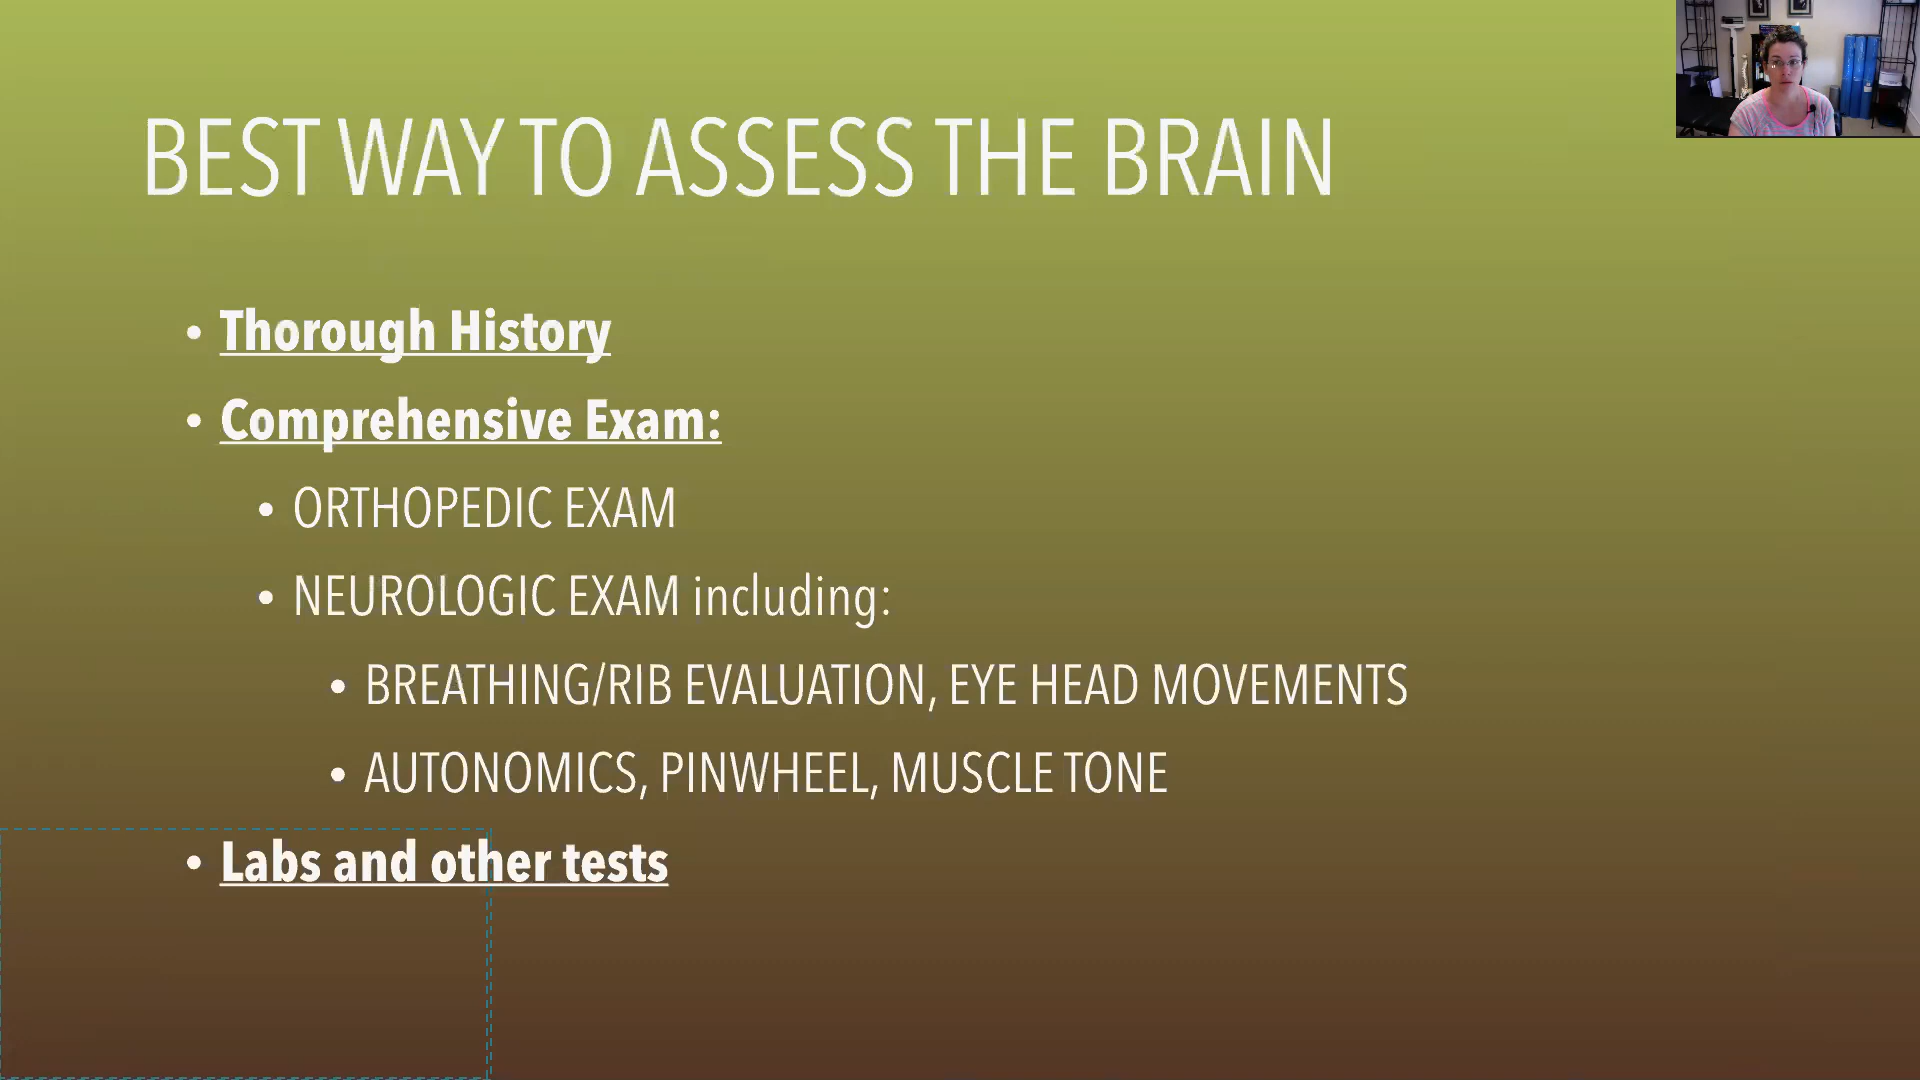 BEST WAY TO ASSESS THE BRAIN
• Thorough History
• Comprehensive Exam:
• ORTHOPEDIC EXAM
• NEUROLOGIC EXAM including:
• BREATHING/RIB EVALUATION, EYE HEAD MOVEMENTS
• AUTONOMICS, PINWHEEL, MUSCLE TONE
• Labs and other tests